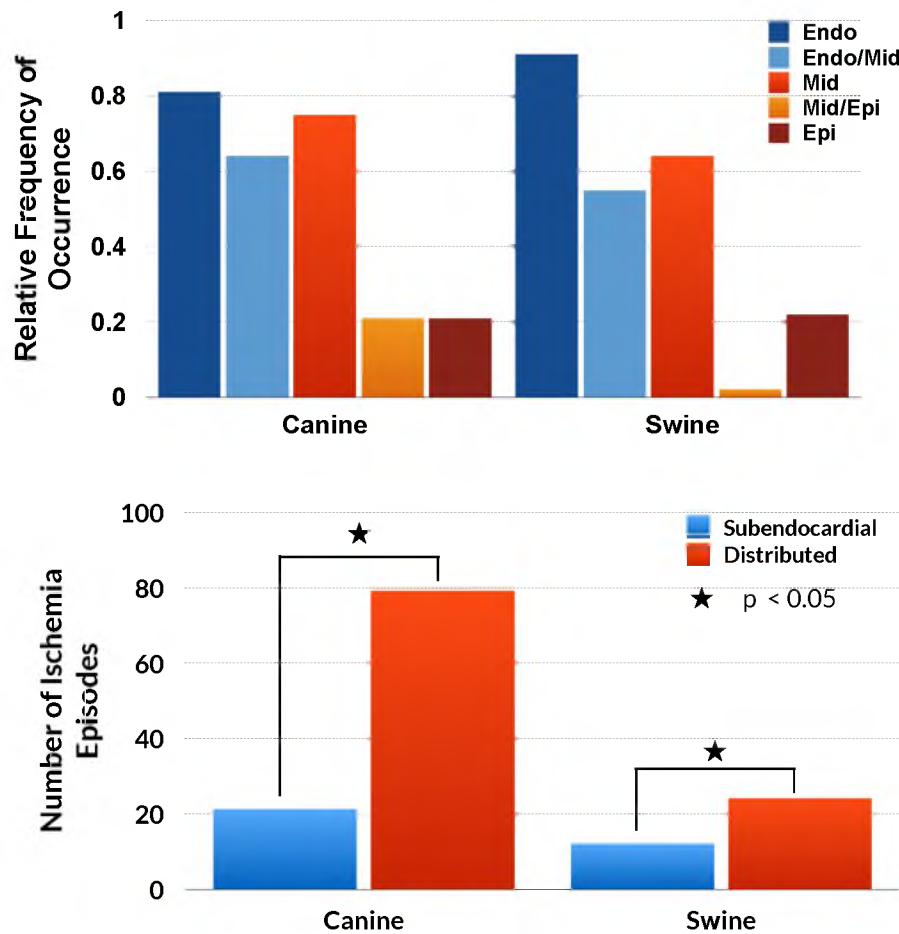 1
0.8
0.6
0.4
0.2
0
Relative Frequency of
Occurrence
Endo
Endo/Mid
Mid
Mid/Epi
Epi
Canine
Swine
100
80
60
40
20
0
Number of Ischemia
Episodes
Subendocardial
Distributed
★ p < 0.05
★
★
Canine
Swine